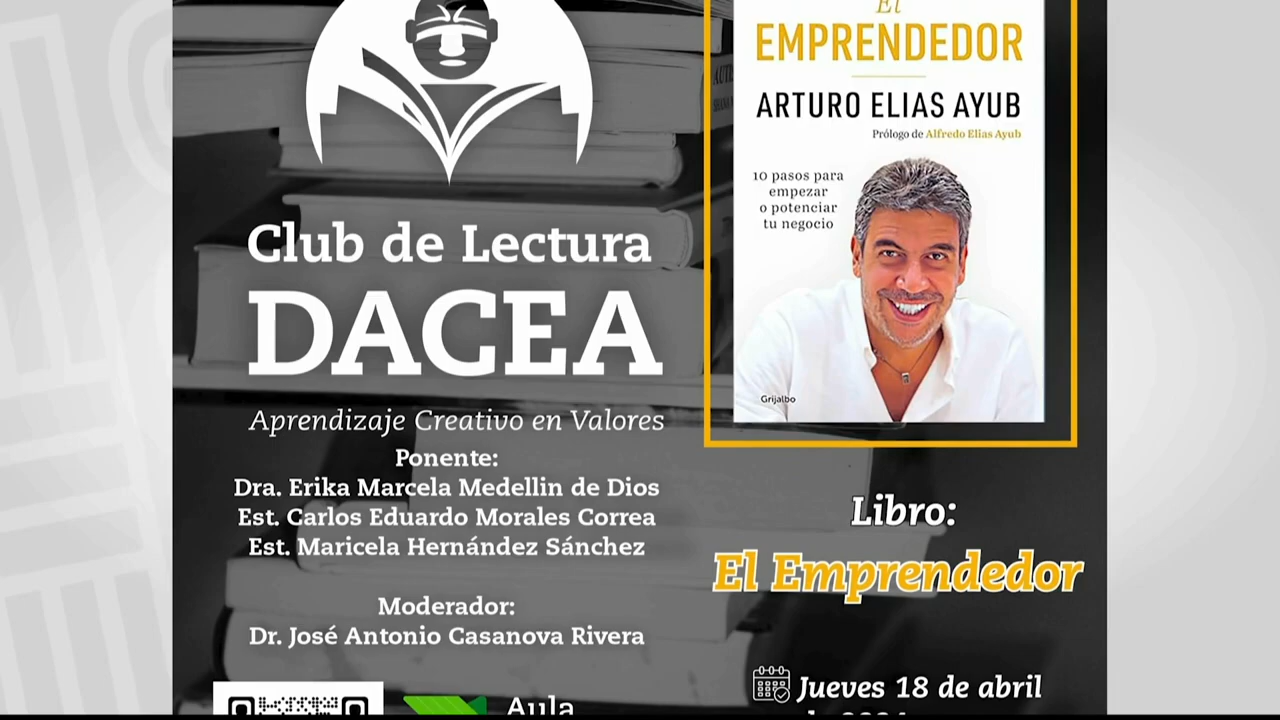 El
EMPRENDEDOR
ARTURO ELIAS AYUB
Prólogo de Alfredo Elias Ayub
10 pasos para
empezar
o potenciar
tu negocio
Grijalbo
Club de Lectura
DACEA
Aprendizaje Creativo en Valores
Ponente:
Dra. Erika Marcela Medellin de Dios
Est. Carlos Eduardo Morales Correa
Est. Maricela Hernández Sánchez
Moderador:
Dr. José Antonio Casanova Rivera
Aula
Libro:
El Emprendedor
Jueves 18 de abril